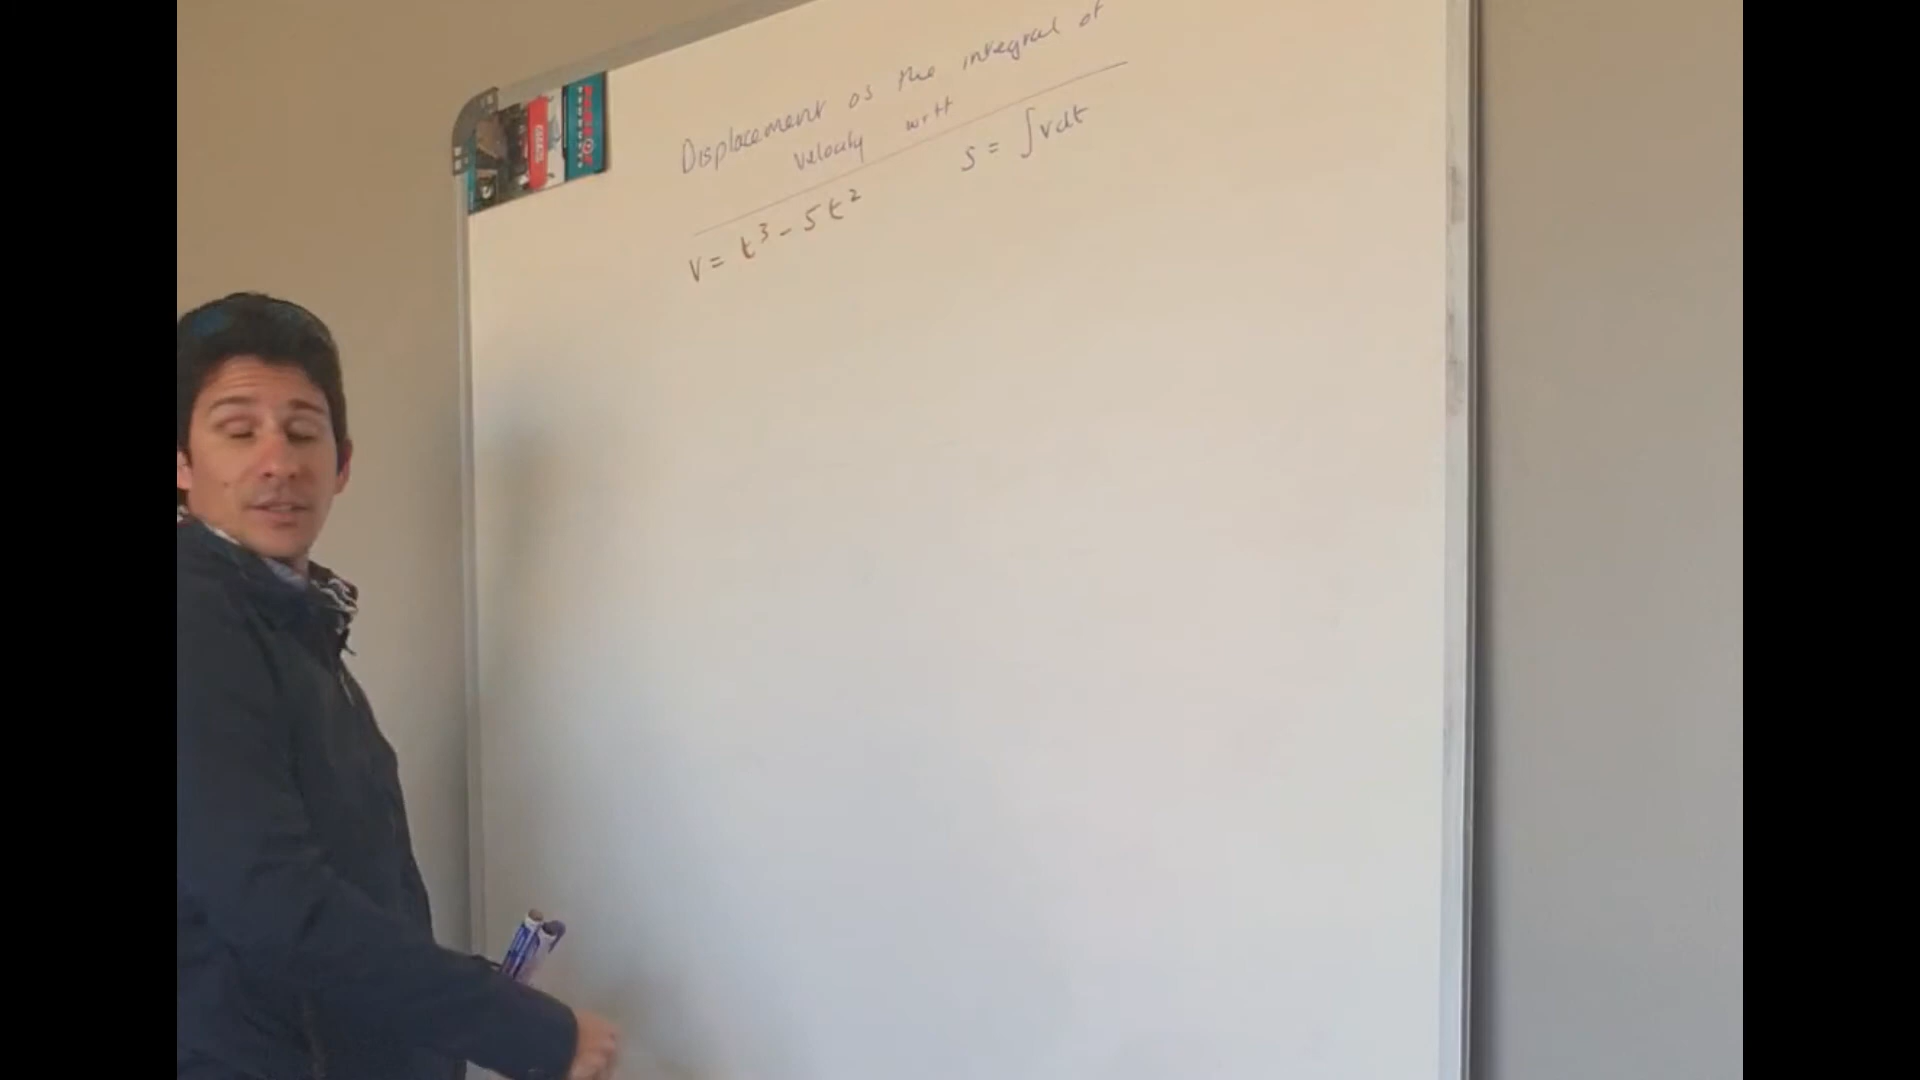 Displacement as the integral of
velocity wrt t
s = ∫vdt
v = t³ - 5t²